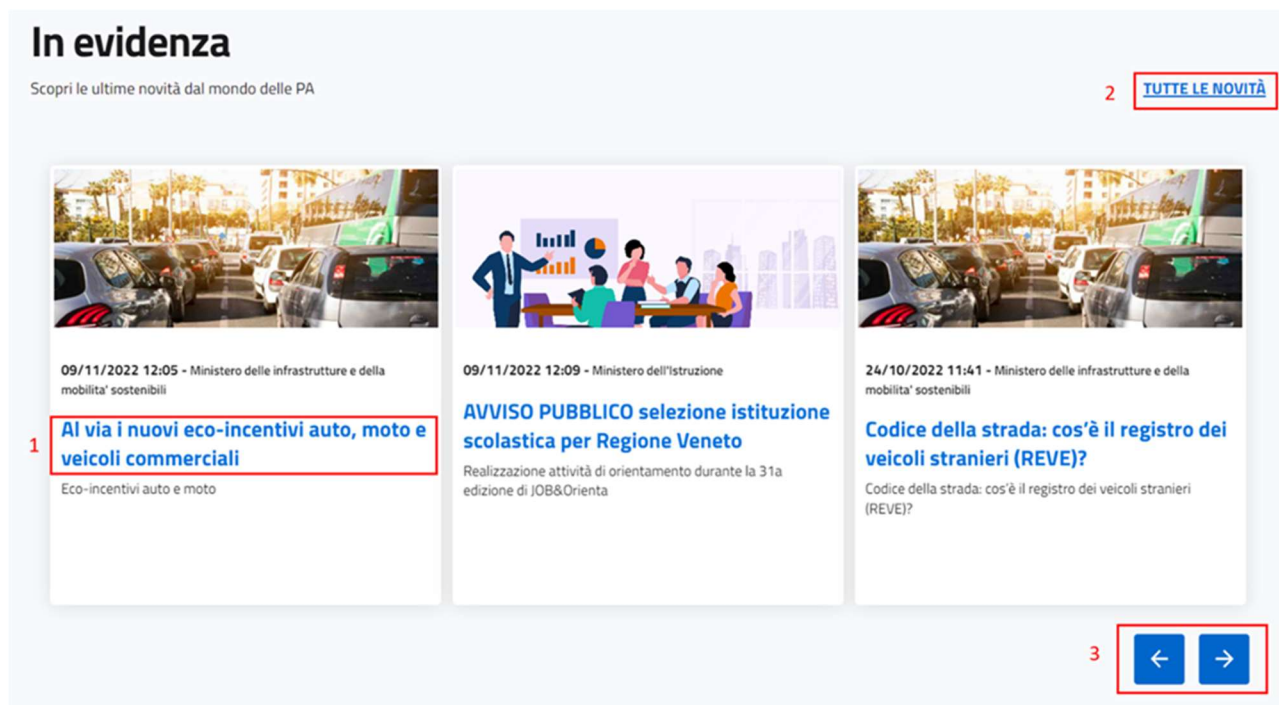 In evidenza
Scopri le ultime novità dal mondo delle PA
2
TUTTE LE NOVITÀ
09/11/2022 12:05 - Ministero delle infrastrutture e della
mobilita' sostenibili
1
Al via i nuovi eco-incentivi auto, moto e
veicoli commerciali
Eco-incentivi auto e moto
09/11/2022 12:09 - Ministero dell'Istruzione
AVVISO PUBBLICO selezione istituzione
scolastica per Regione Veneto
Realizzazione attività di orientamento durante la 31a
edizione di JOB&Orienta
24/10/2022 11:41 - Ministero delle infrastrutture e della
mobilita' sostenibili
Codice della strada: cos'è il registro dei
veicoli stranieri (REVE)?
Codice della strada: cos'è il registro dei veicoli stranieri
(REVE)?
3